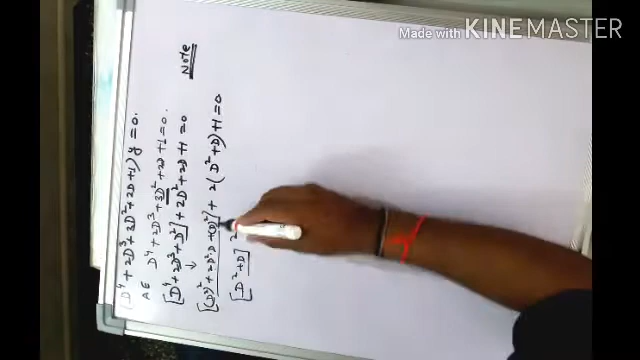 Made with KINEMASTER
[D⁴ + 2D³ + 3D² + 2D + 1] y = 0.
AE D⁴ + 2D³ + 3D² + 2D + 1 = 0.
[D⁴ + 2D³ + D²] + 2D² + 2D + 1 = 0
Note
[(D²)² + 2D²D + (D)²] + 2(D² + D) + 1 = 0
[D² + D]